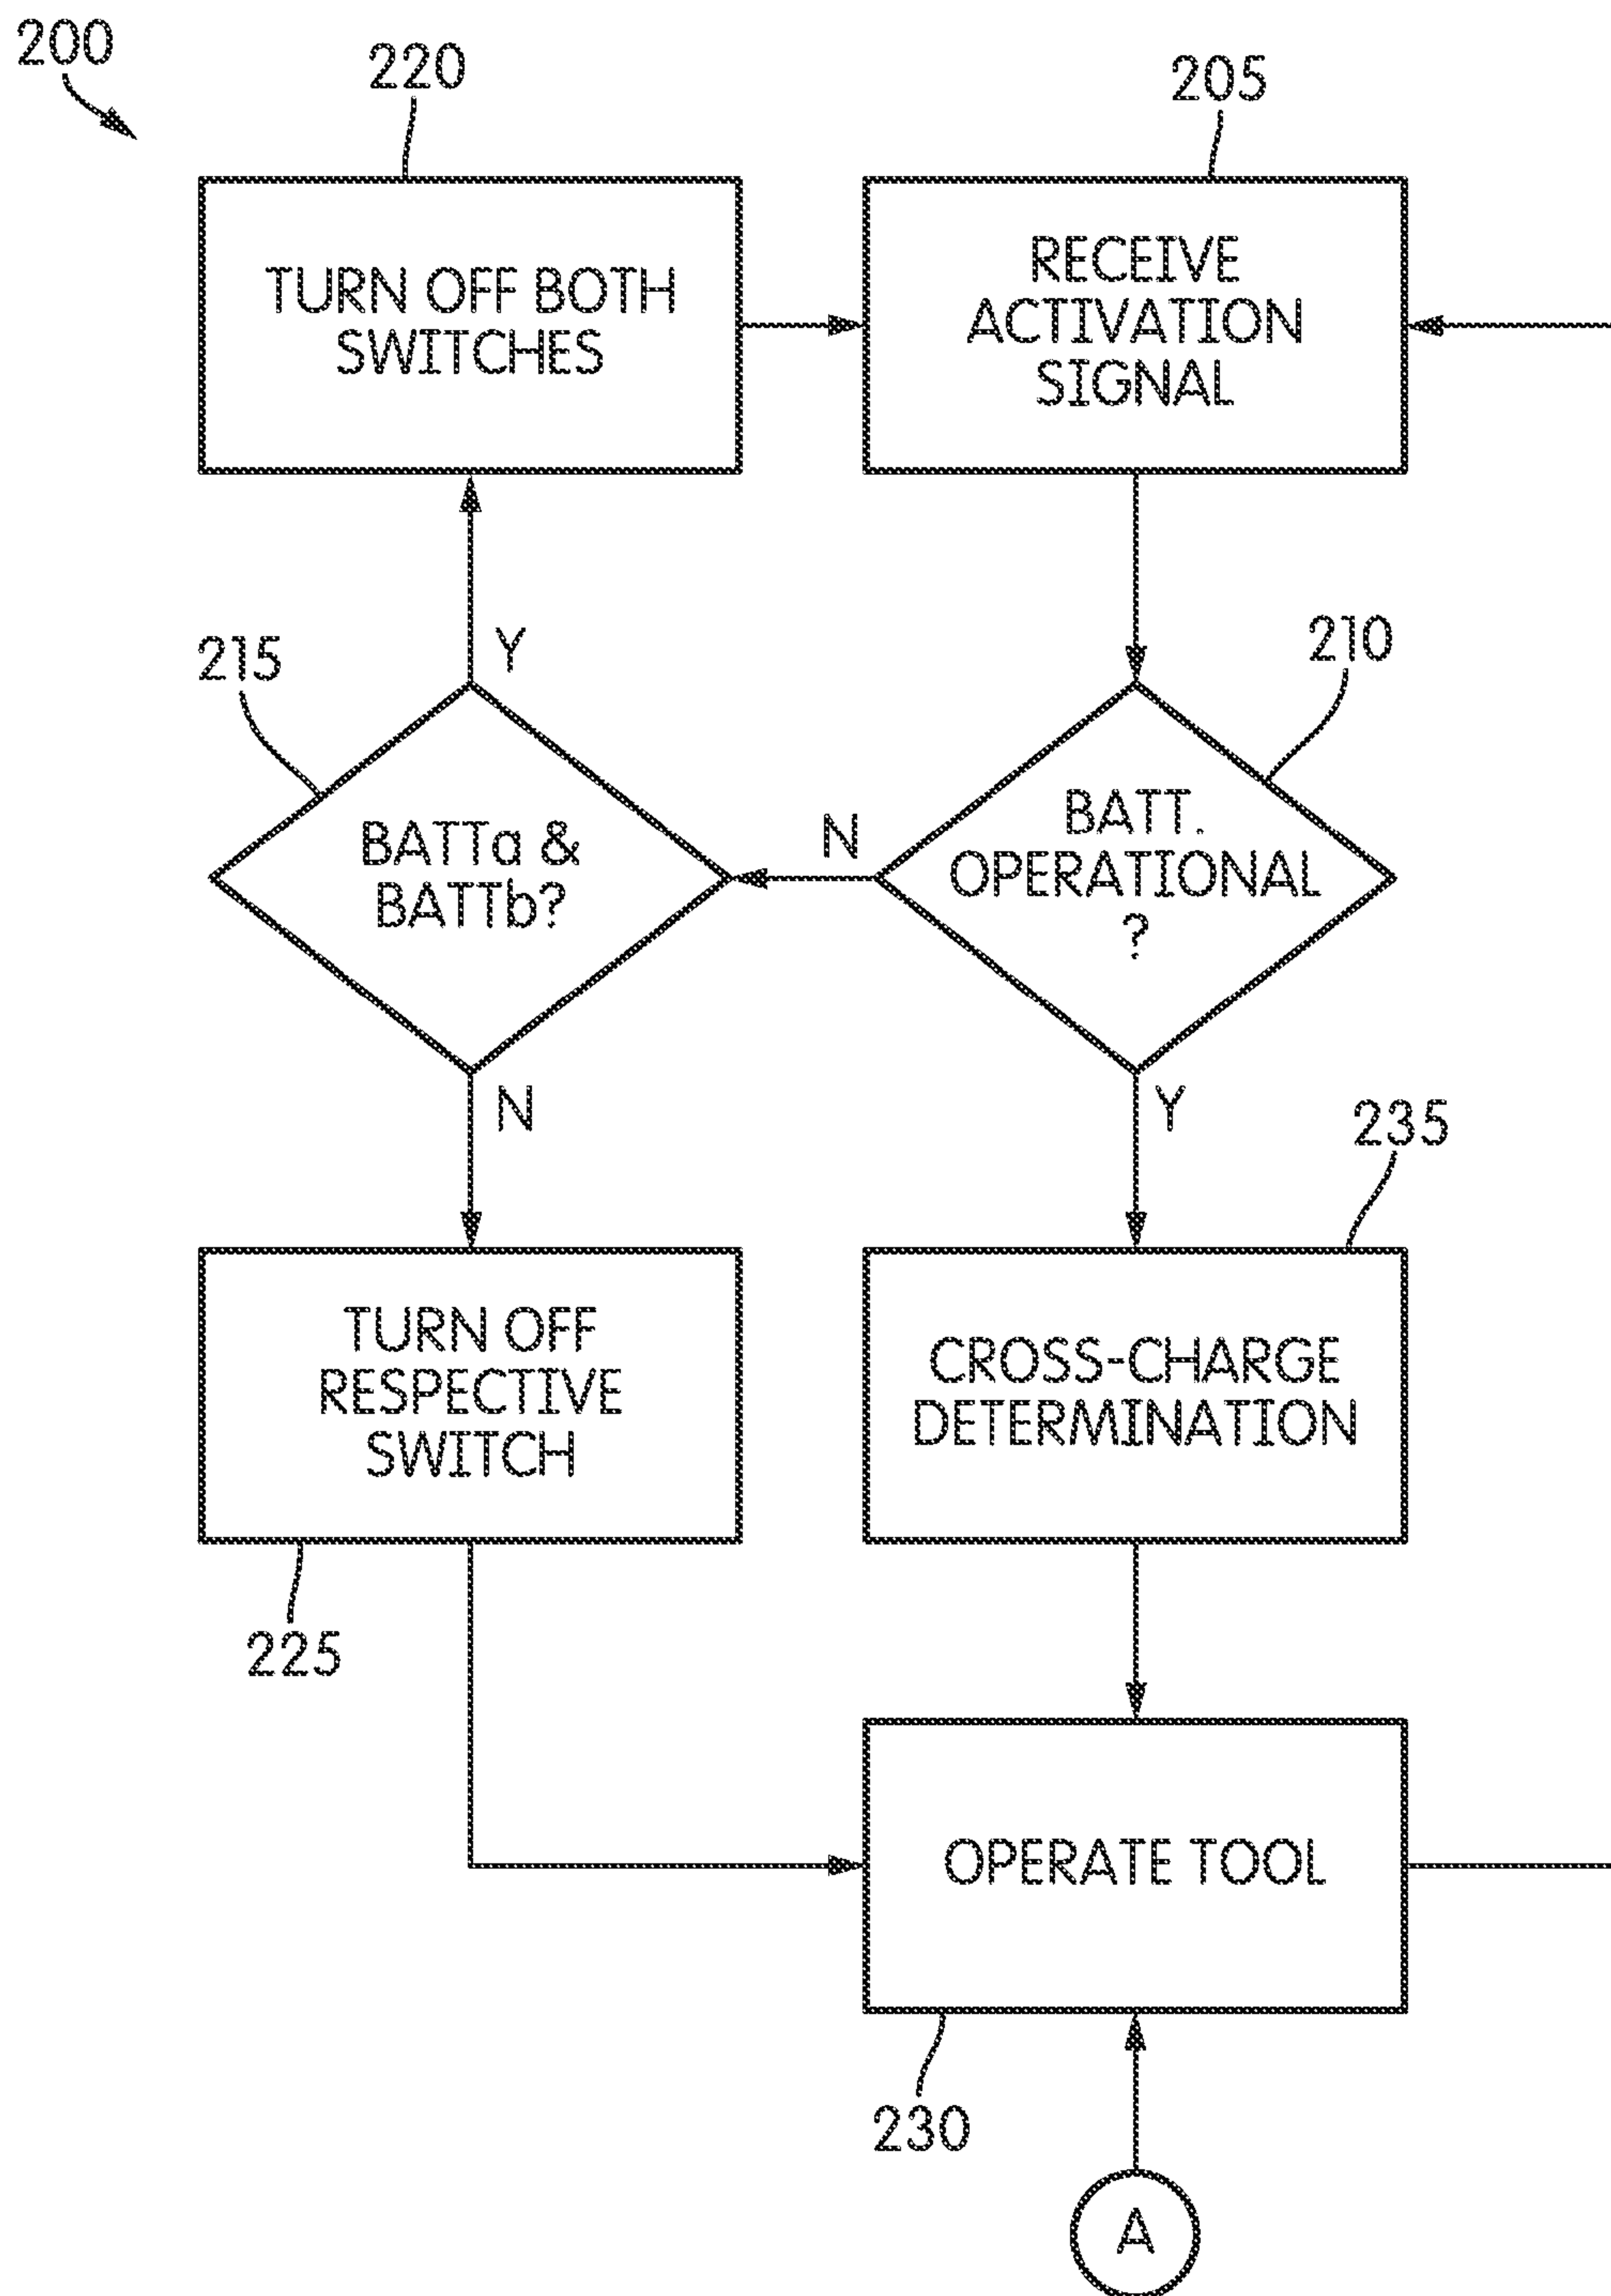 200
220
205
TURN OFF BOTH
SWITCHES
RECEIVE
ACTIVATION
SIGNAL
215
Y
210
BATTa &
BATTb?
N
BATT.
OPERATIONAL
?
N
Y
235
TURN OFF
RESPECTIVE
SWITCH
CROSS-CHARGE
DETERMINATION
225
OPERATE TOOL
230
A